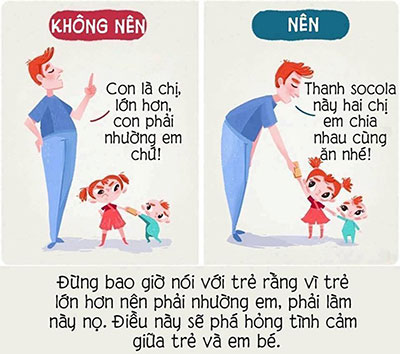 KHÔNG NÊN
Con là chị,
lớn hơn,
con phải
nhường em
chứ!
NÊN
Thanh socola
này hai chị
em chia
nhau cùng
ăn nhé!
Đừng bao giờ nói với trẻ rằng vì trẻ
lớn hơn nên phải nhường em, phải làm
này nọ. Điều này sẽ phá hỏng tình cảm
giữa trẻ và em bé.